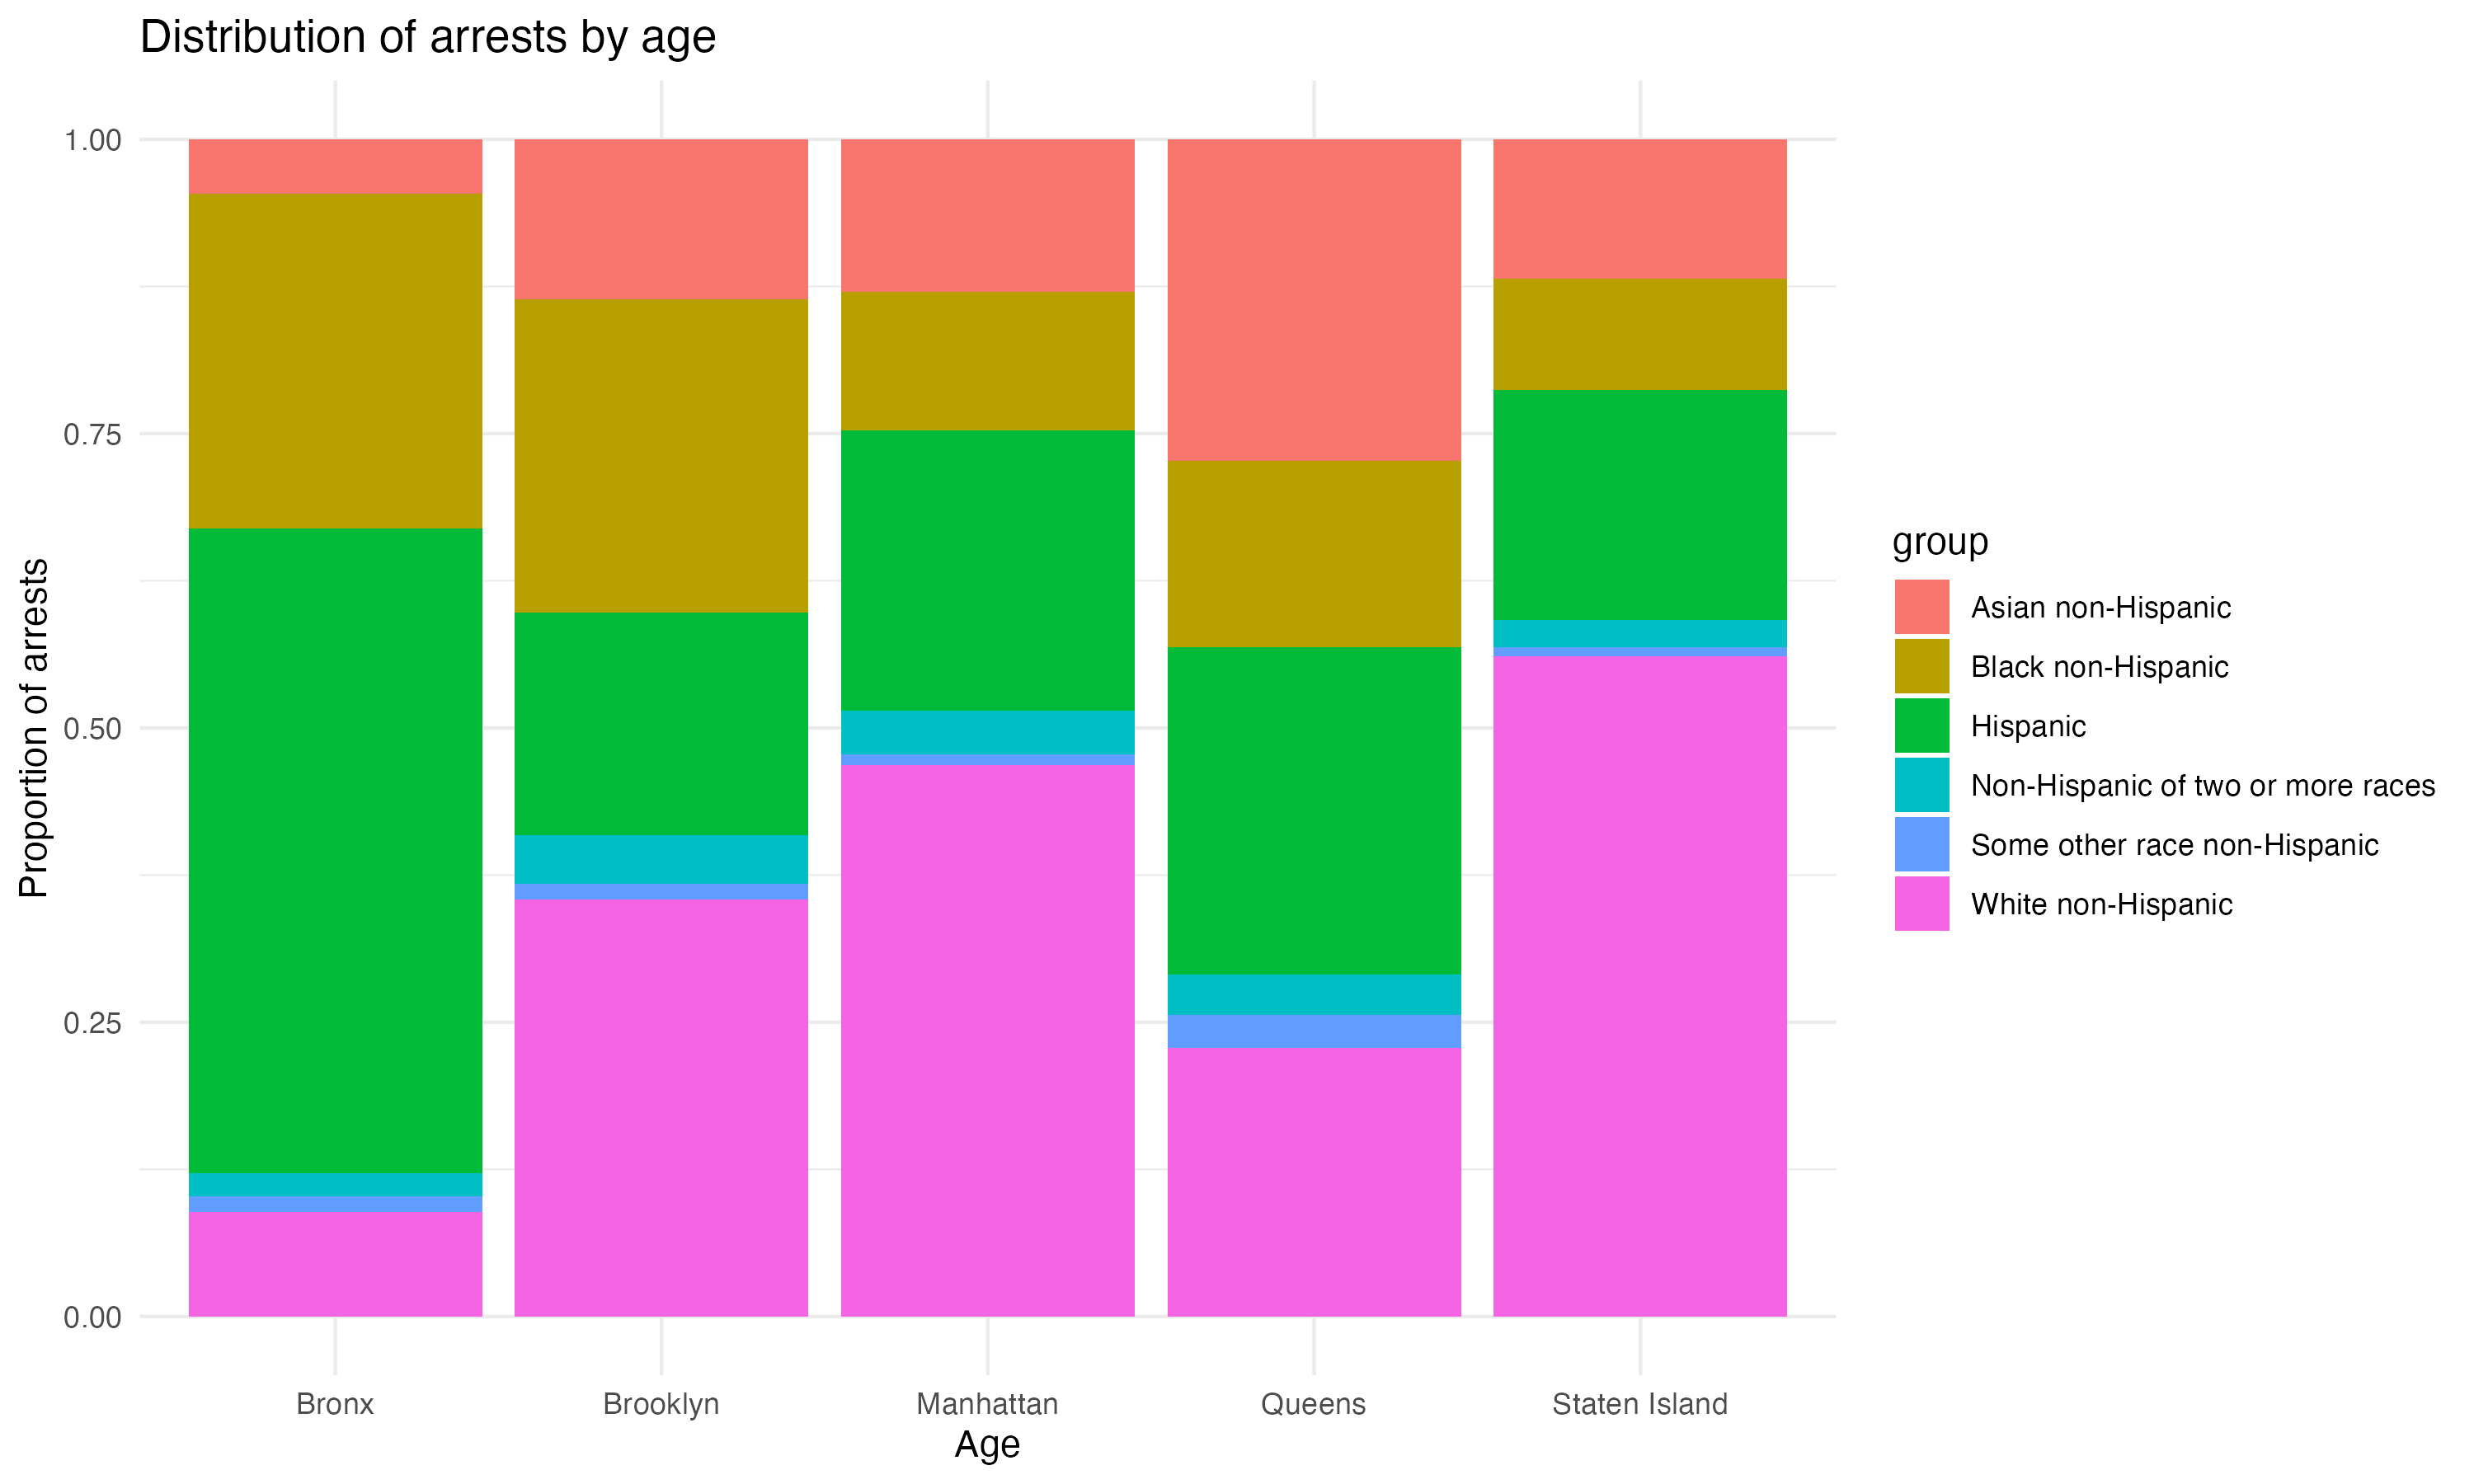 Distribution of arrests by age
1.00
0.75
0.50
0.25
0.00
Proportion of arrests
Bronx
Brooklyn
Manhattan
Queens
Staten Island
Age
group
Asian non-Hispanic
Black non-Hispanic
Hispanic
Non-Hispanic of two or more races
Some other race non-Hispanic
White non-Hispanic